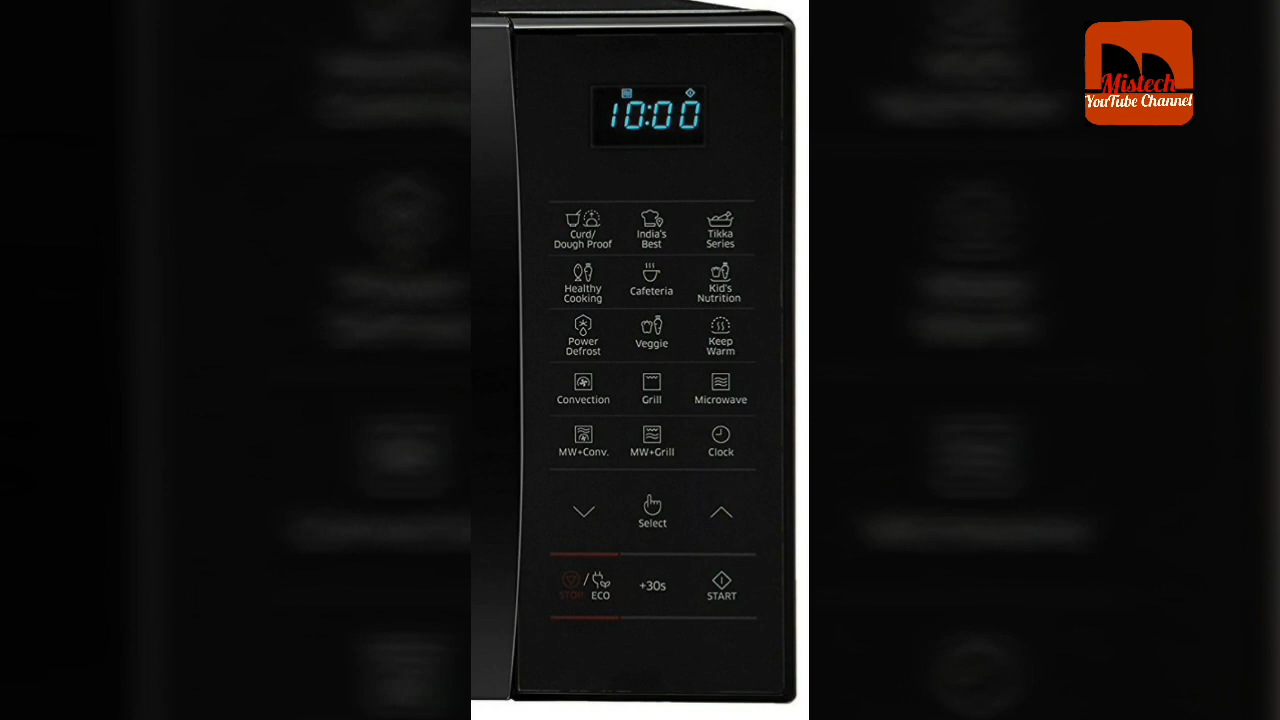 Mistech
YouTube Channel
10:00
Curd/
Dough Proof
India's
Best
Tikka
Series
Healthy
Cooking
Cafeteria
Kid's
Nutrition
Power
Defrost
Veggie
Keep
Warm
Convection
Grill
Microwave
MW+Conv.
MW+Grill
Clock
Select
STOP
/
ECO
+30s
START